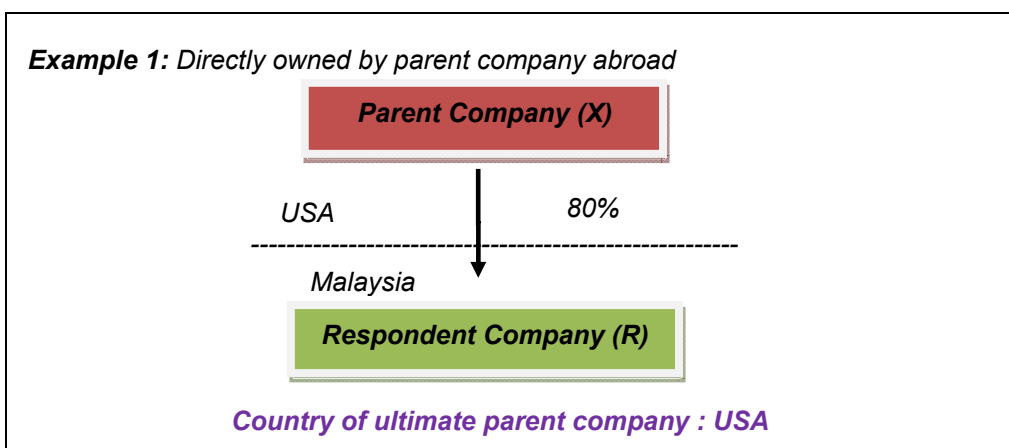 Example 1: Directly owned by parent company abroad
Parent Company (X)
USA 80%
Malaysia
Respondent Company (R)
Country of ultimate parent company : USA